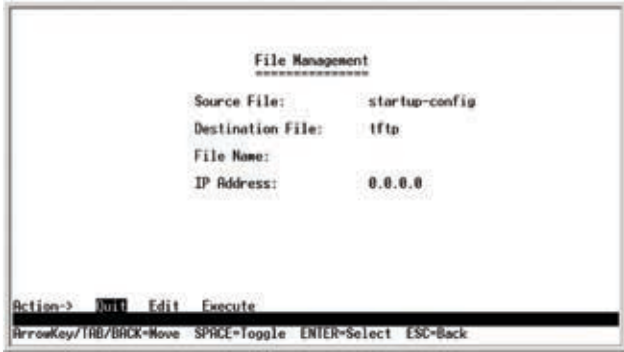 File Management
===============
Source File: startup-config
Destination File: tftp
File Name:
IP Address: 0.0.0.0
Action-> Quit Edit Execute
ArrowKey/TAB/BACK=Move SPACE=Toggle ENTER=Select ESC=Back